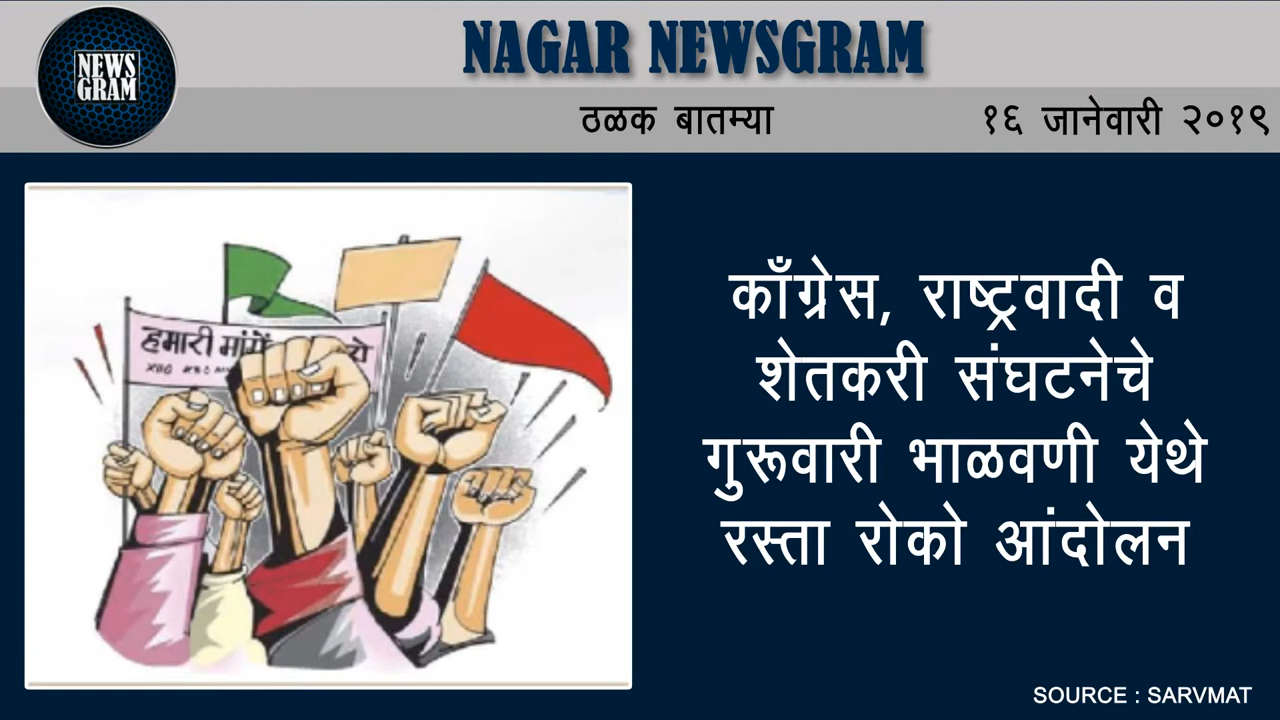 NEWS
GRAM
NAGAR NEWSGRAM
ठळक बातम्या
१६ जानेवारी २०१९
हमारी मांगें
काँग्रेस, राष्ट्रवादी व
शेतकरी संघटनेचे
गुरूवारी भाळवणी येथे
रस्ता रोको आंदोलन
SOURCE : SARVMAT